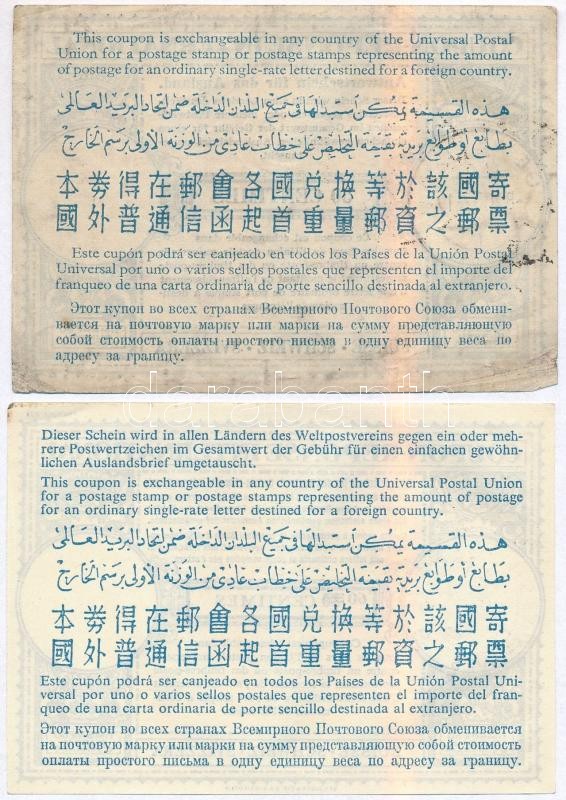 This coupon is exchangeable in any country of the Universal Postal
Union for a postage stamp or postage stamps representing the amount
of postage for an ordinary single-rate letter destined for a foreign country.
هذه القسيمة يمكن استبدالها في جميع البلدان الداخلة ضمن اتحاد البريد العالمى
بطابع أو طوابع بريدية بقيمة التخليص على خطاب عادى من الوزنة الأولى برسم الخارج
本券得在郵會各國兌換等於該國寄
國外普通信函起首重量郵資之郵票
Este cupón podrá ser canjeado en todos los Países de la Unión Postal
Universal por uno o varios sellos postales que representen el importe del
franqueo de una carta ordinaria de porte sencillo destinada al extranjero.
Этот купон во всех странах Всемирного Почтового Союза обмени-
вается на почтовую марку или марки на сумму представляющую
собой стоимость оплаты простого письма в одну единицу веса по
адресу за границу.
darabanth
Dieser Schein wird in allen Ländern des Weltpostvereins gegen ein oder meh-
rere Postwertzeichen im Gesamtwert der Gebühr für einen einfachen gewöhn-
lichen Auslandsbrief umgetauscht.
This coupon is exchangeable in any country of the Universal Postal Union
for a postage stamp or postage stamps representing the amount of postage
for an ordinary single-rate letter destined for a foreign country.
هذه القسيمة يمكن استبدالها في جميع البلدان الداخلة ضمن اتحاد البريد العالمى
بطابع أو طوابع بريدية بقيمة التخليص على خطاب عادى من الوزنة الأولى برسم الخارج
本券得在郵會各國兌換等於該國寄
國外普通信函起首重量郵資之郵票
Este cupón podrá ser canjeado en todos los Países de la Unión Postal Uni-
versal por uno o varios sellos postales que representen el importe del fran-
queo de una carta ordinaria de porte sencillo destinada al extranjero.
Этот купон во всех странах Всемирного Почтового Союза обменивается
на почтовую марку или марки на сумму представляющую собой стоимость
оплаты простого письма в одну единицу веса по адресу за границу.